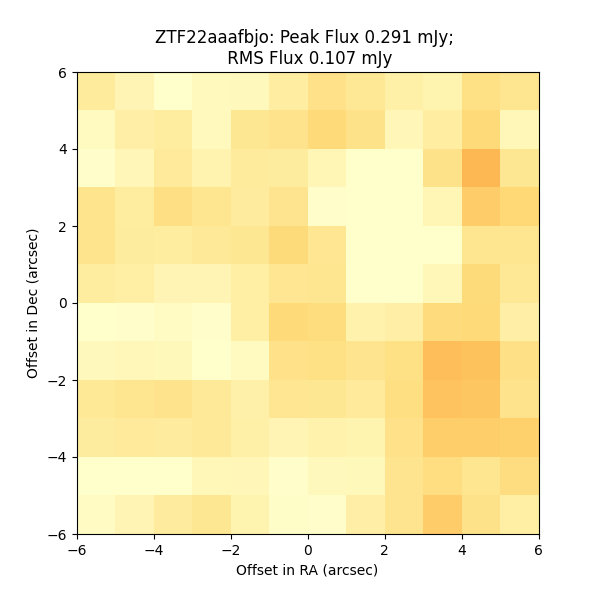 ZTF22aaafbjo: Peak Flux 0.291 mJy;
RMS Flux 0.107 mJy
6
4
2
0
−2
−4
−6
Offset in Dec (arcsec)
−6 −4 −2 0 2 4 6
Offset in RA (arcsec)